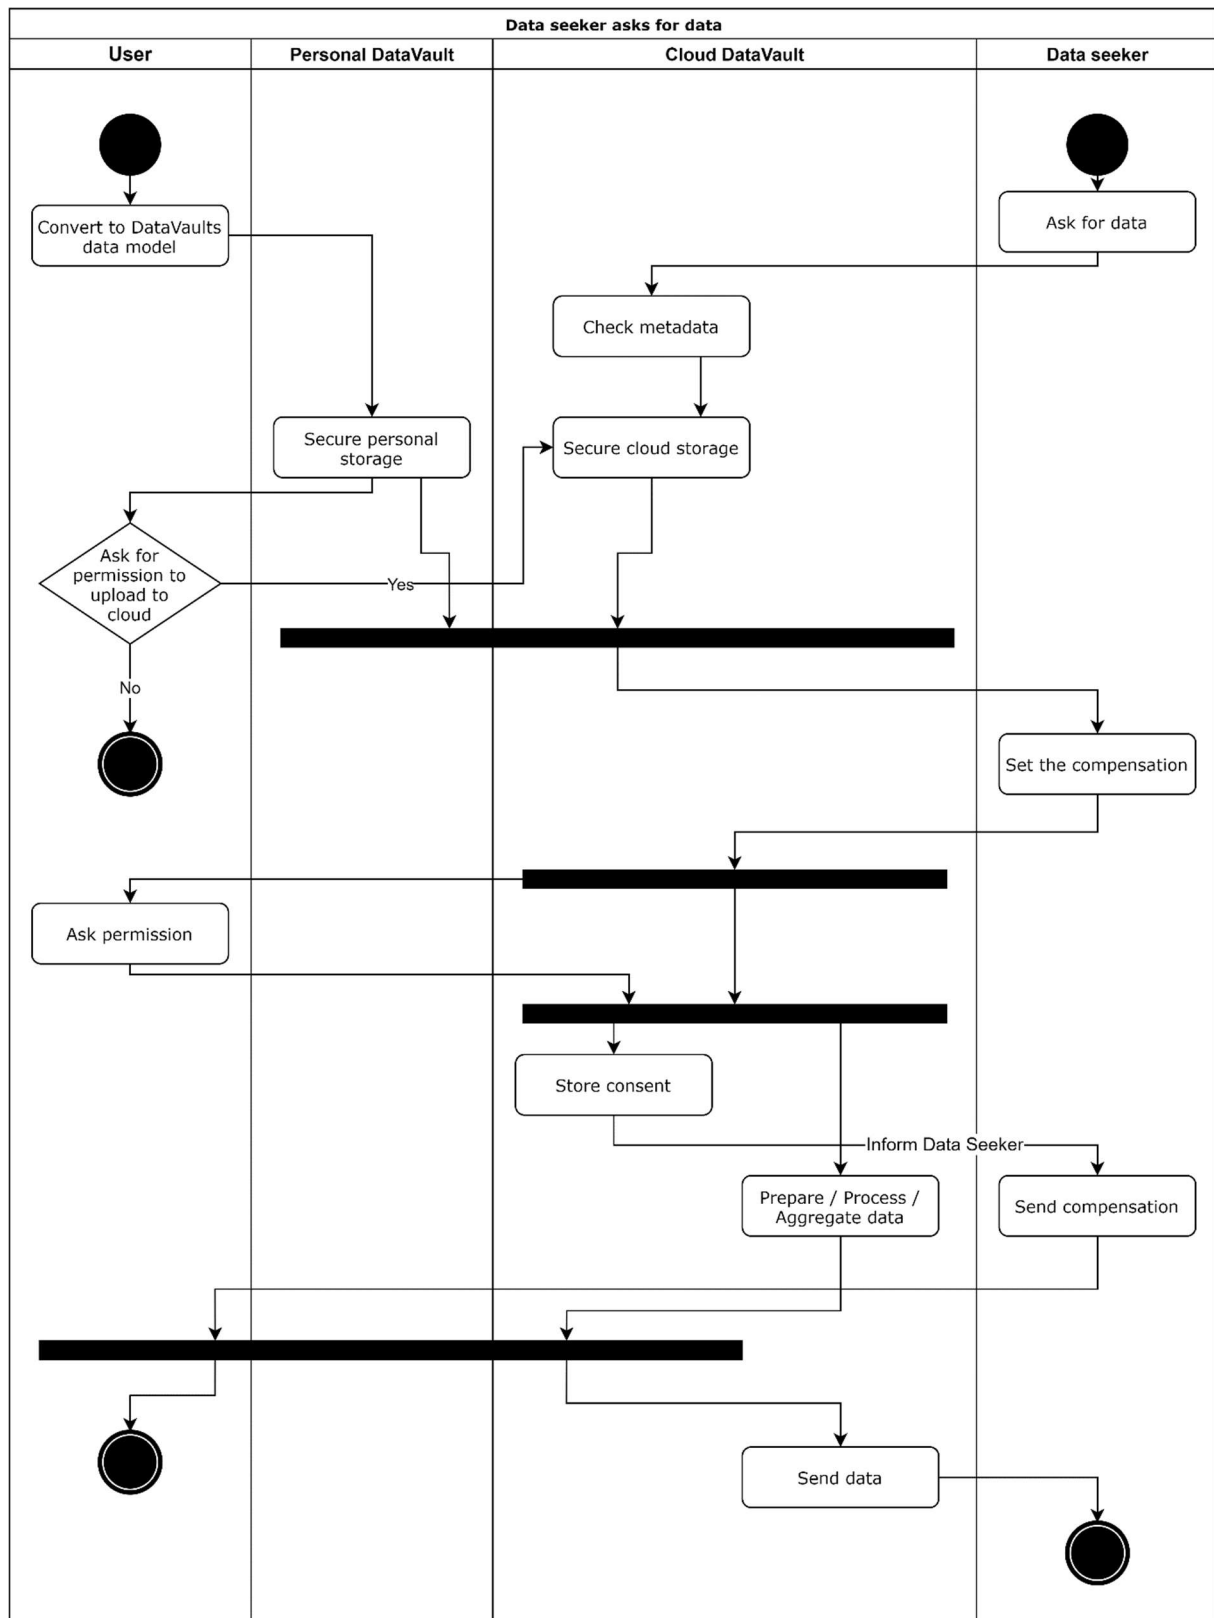 Data seeker asks for data
User
Personal DataVault
Cloud DataVault
Data seeker
Convert to DataVaults
data model
Ask for data
Check metadata
Secure personal
storage
Secure cloud storage
Ask for
permission to
upload to
cloud
Yes
No
Set the compensation
Ask permission
Store consent
Inform Data Seeker
Prepare / Process /
Aggregate data
Send compensation
Send data